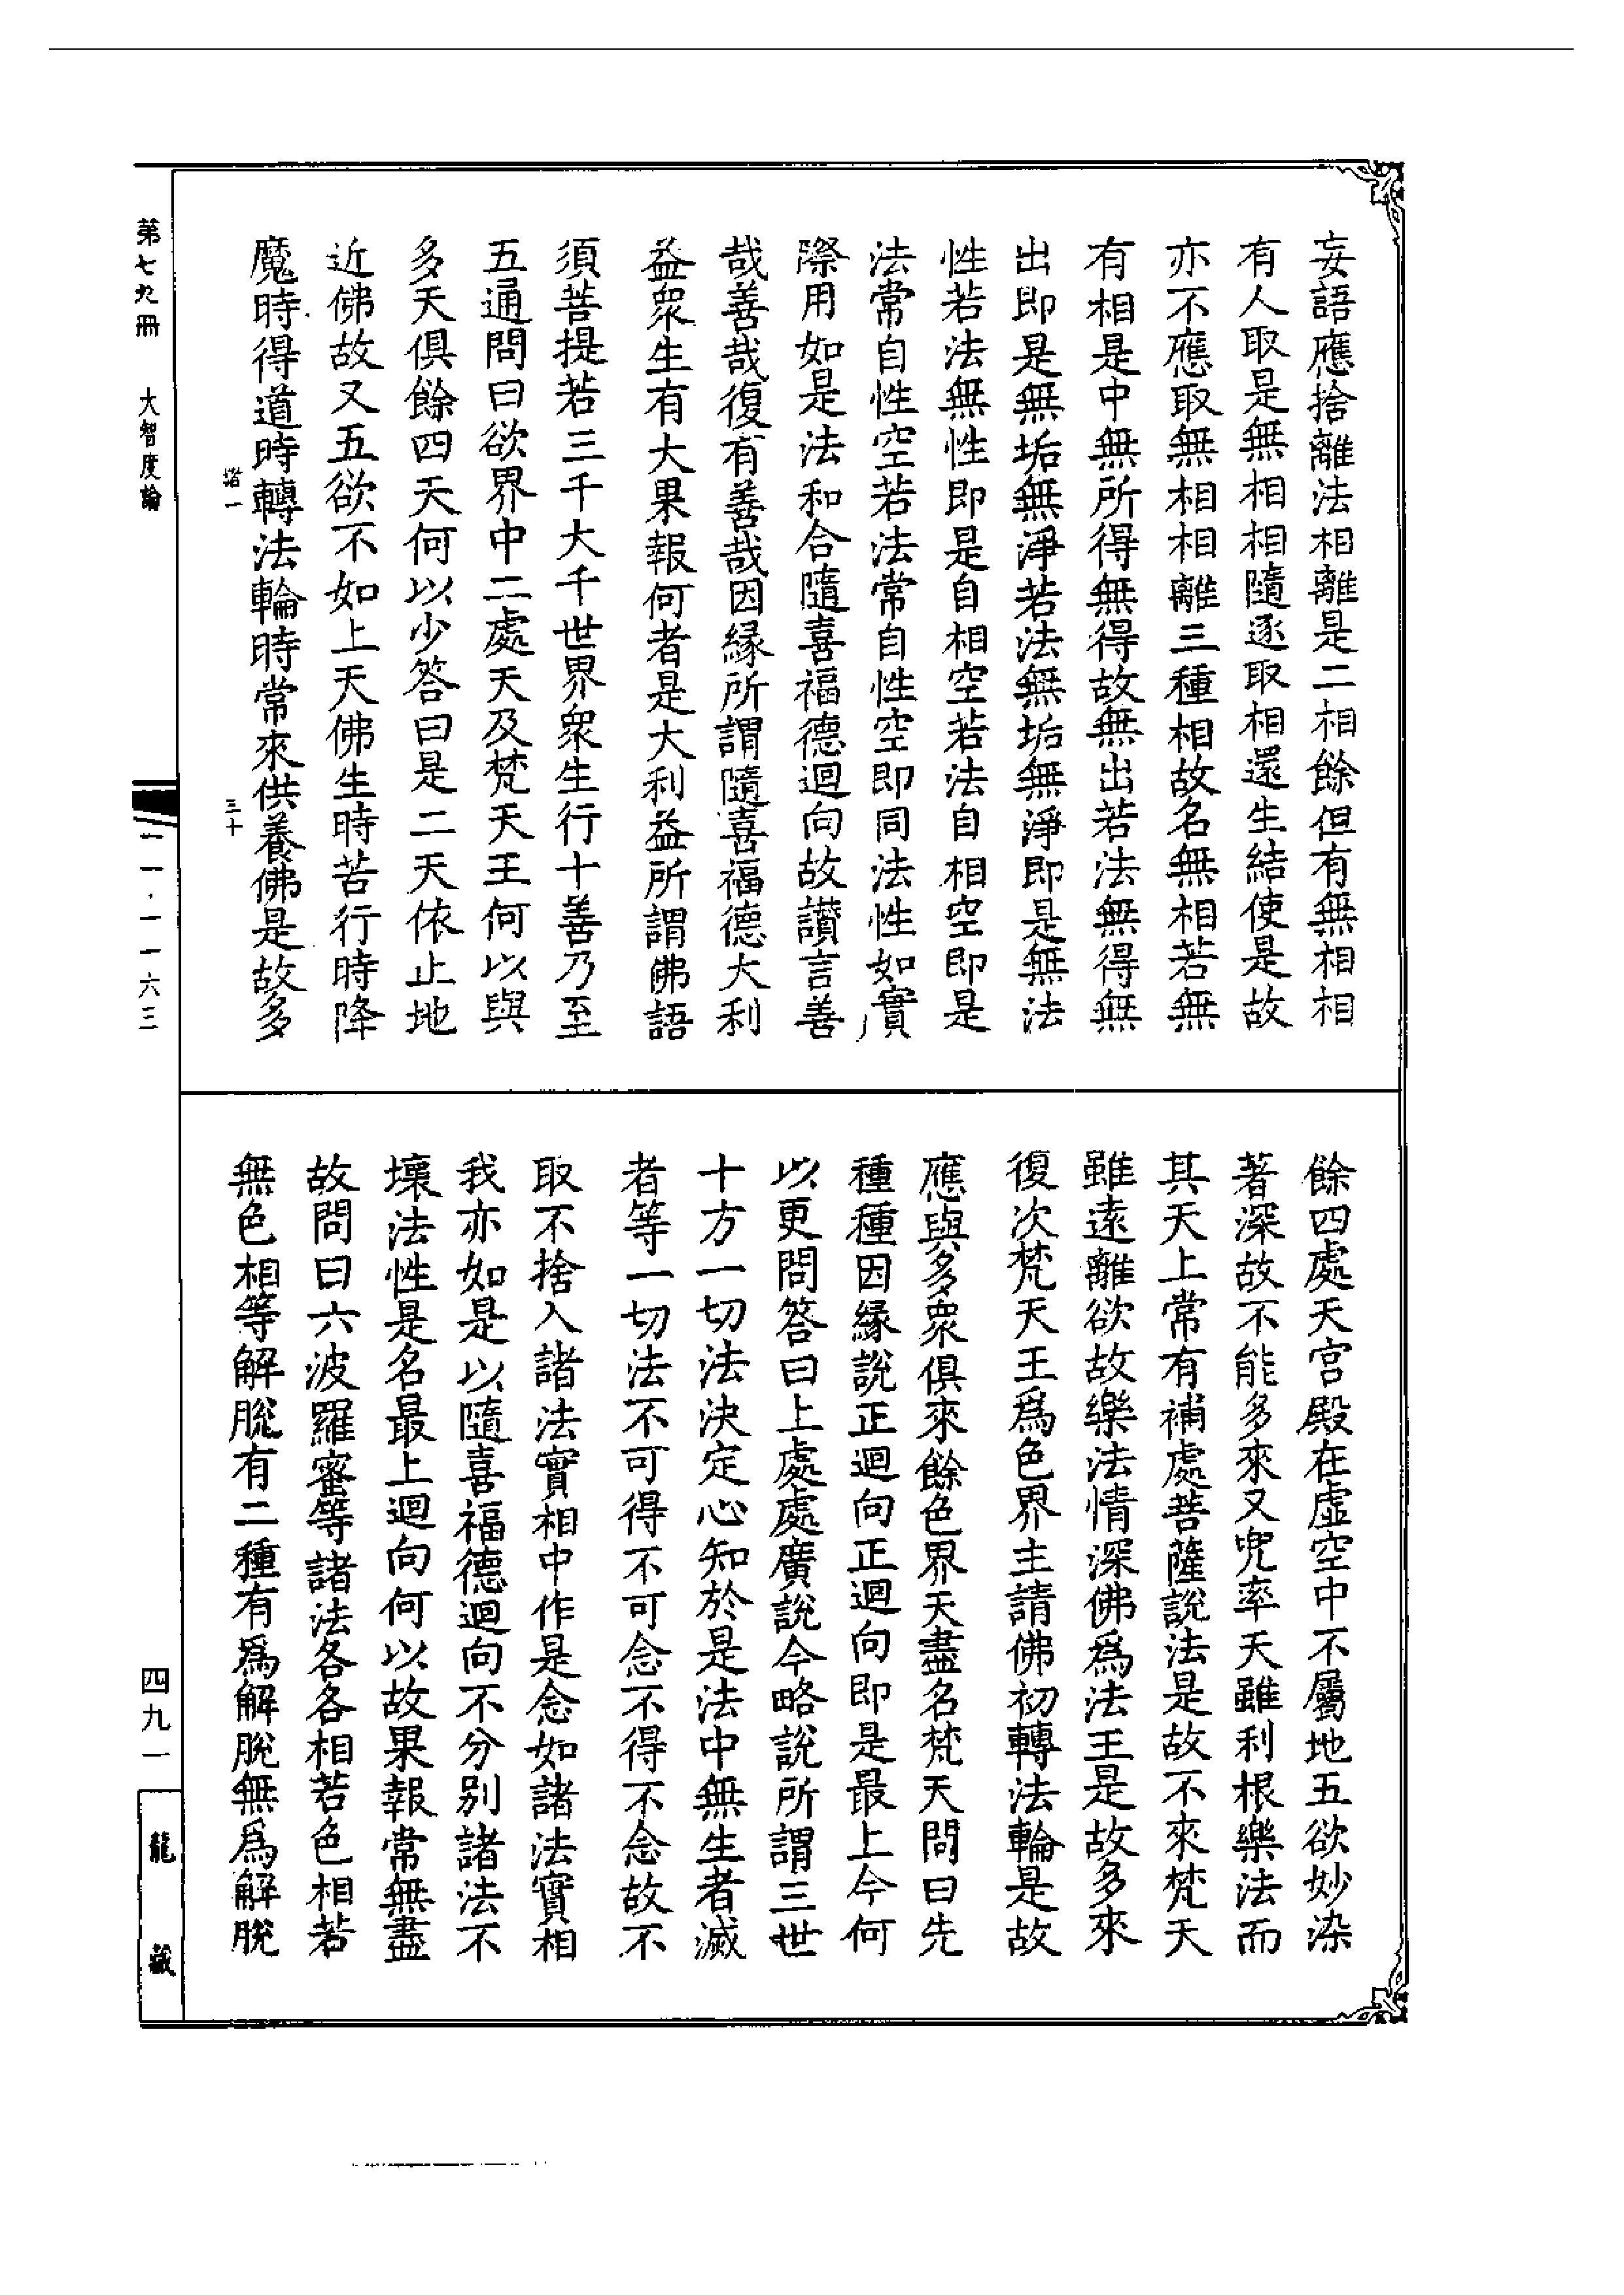 妄語應捨離法相離是二相餘但有無相相
有人取是無相相隨逐取相還生結使是故
亦不應取無相相離三種相故名無相若無
有相是中無所得無得故無出若法無得無
出即是無垢無淨若法無垢無淨即是無法
性若法無性即是自相空若法自相空即是
法常自性空若法常自性空即同法性如實
際用如是法和合隨喜福德迴向故讚言善
哉善哉復有善哉因緣所謂隨喜福德大利
益衆生有大果報何者是大利益所謂佛語
須菩提若三千大千世界衆生行十善乃至
五通問曰欲界中二處天及梵天王何以與
多天俱餘四天何以少答曰是二天依止地
近佛故又五欲不如上天佛生時苦行時降
魔時得道時轉法輪時常來供養佛是故多
餘四處天宮殿在虛空中不屬地五欲妙染
著深故不能多來又兜率天雖利根樂法而
其天上常有補處菩薩說法是故不來梵天
雖遠離欲故樂法情深佛爲法王是故多來
復次梵天王爲色界主請佛初轉法輪是故
應與多衆俱來餘色界天盡名梵天問曰先
種種因緣說正迴向正迴向即是最上今何
以更問答曰上處處廣說今略說所謂三世
十方一切法決定心知於是法中無生者滅
者等一切法不可得不可念不得不念故不
取不捨入諸法實相中作是念如諸法實相
我亦如是以隨喜福德迴向不分別諸法不
壞法性是名最上迴向何以故果報常無盡
故問曰六波羅蜜等諸法各各相若色相若
無色相等解脫有二種有爲解脫無爲解脫
第七九冊 大智度論
一一·一一六三
四九一
龍藏
三十